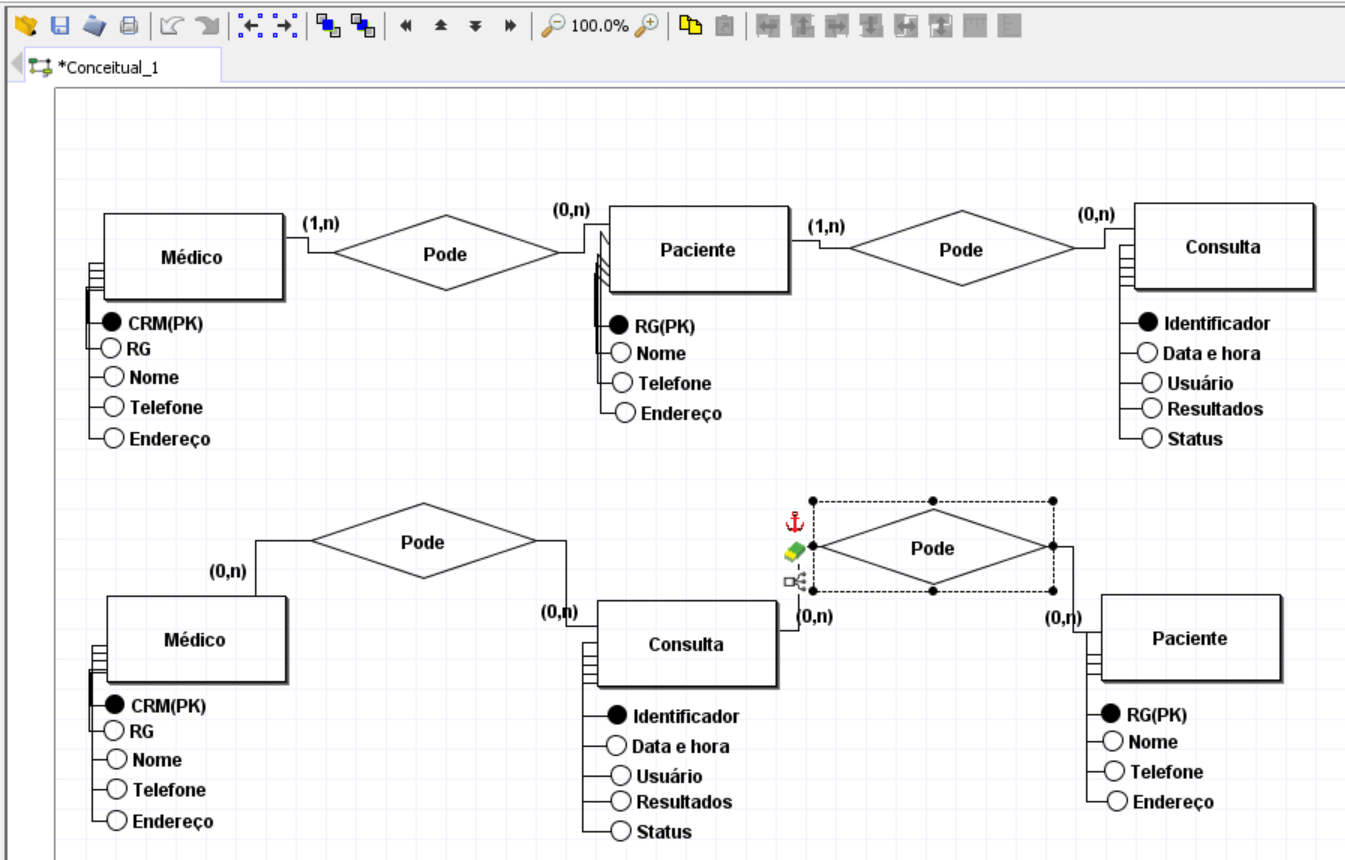 100.0%
*Conceitual_1
Médico
(1,n)
Pode
(0,n)
Paciente
(1,n)
Pode
(0,n)
Consulta
CRM(PK)
RG
Nome
Telefone
Endereço
RG(PK)
Nome
Telefone
Endereço
Identificador
Data e hora
Usuário
Resultados
Status
Médico
(0,n)
Pode
(0,n)
Consulta
(0,n)
Pode
(0,n)
Paciente
CRM(PK)
RG
Nome
Telefone
Endereço
Identificador
Data e hora
Usuário
Resultados
Status
RG(PK)
Nome
Telefone
Endereço